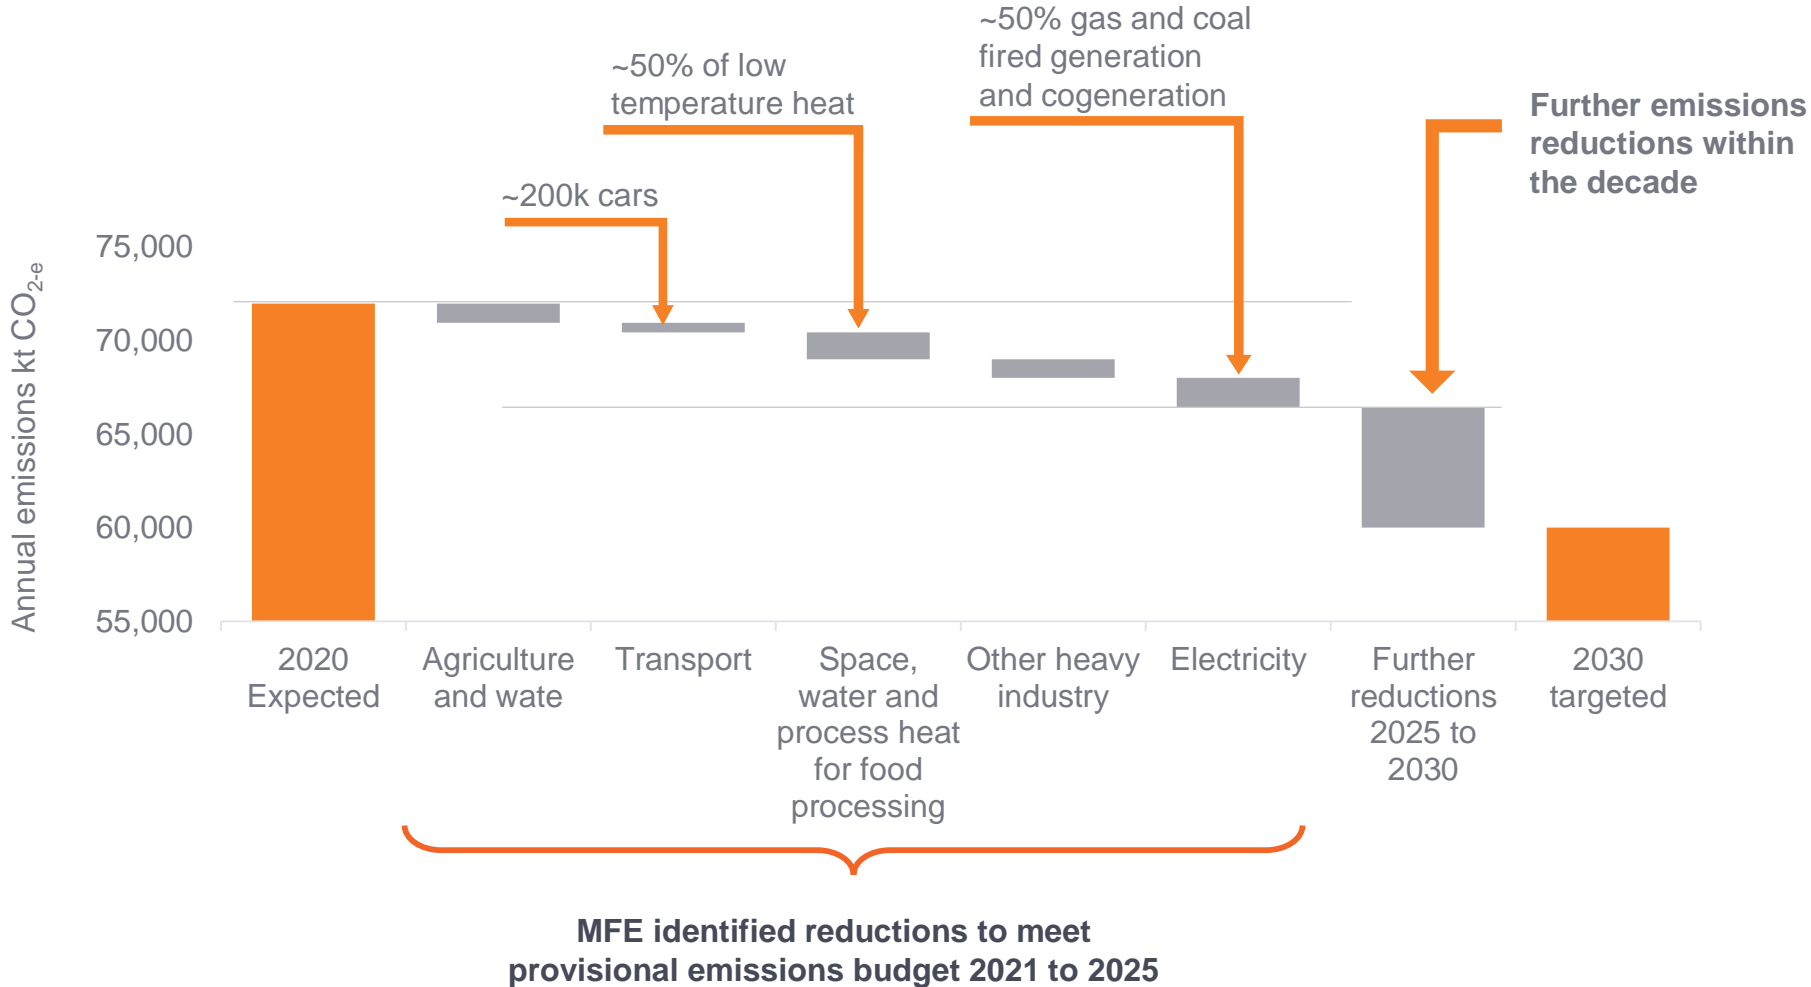 ~50% gas and coal
fired generation
and cogeneration
~50% of low
temperature heat
Further emissions
reductions within
the decade
~200k cars
Annual emissions kt CO2-e
75,000
70,000
65,000
60,000
55,000
2020
Expected
Agriculture
and wate
Transport
Space,
water and
process heat
for food
processing
Other heavy
industry
Electricity
Further
reductions
2025 to
2030
2030
targeted
MFE identified reductions to meet
provisional emissions budget 2021 to 2025